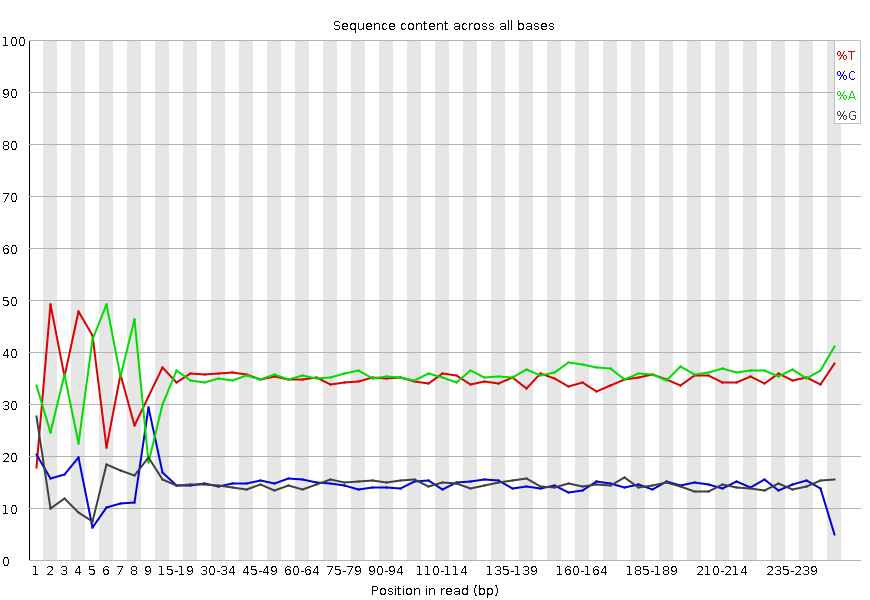 Sequence content across all bases
100
90
80
70
60
50
40
30
20
10
0
%T
%C
%A
%G
1 2 3 4 5 6 7 8 9 15-19 30-34 45-49 60-64 75-79 90-94 110-114 135-139 160-164 185-189 210-214 235-239
Position in read (bp)